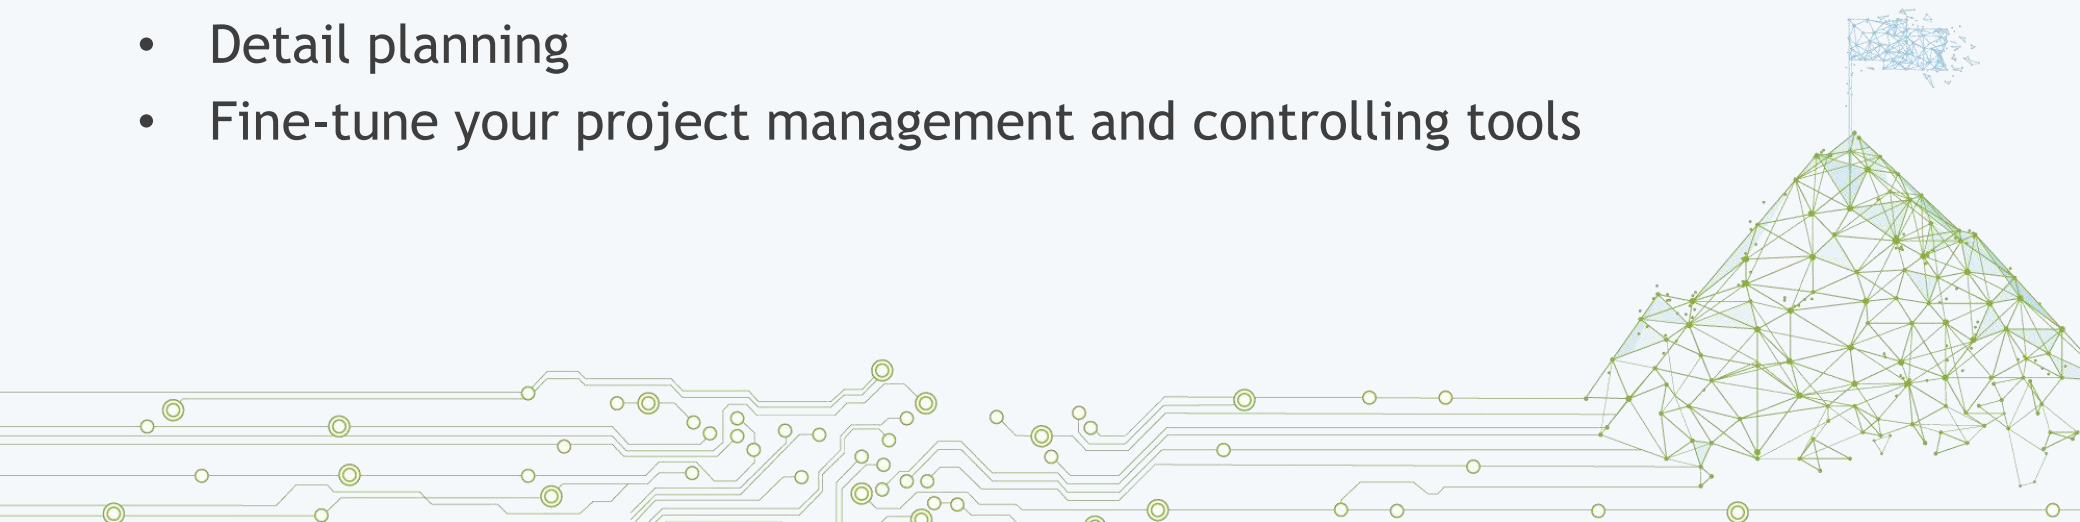 • Detail planning
• Fine-tune your project management and controlling tools